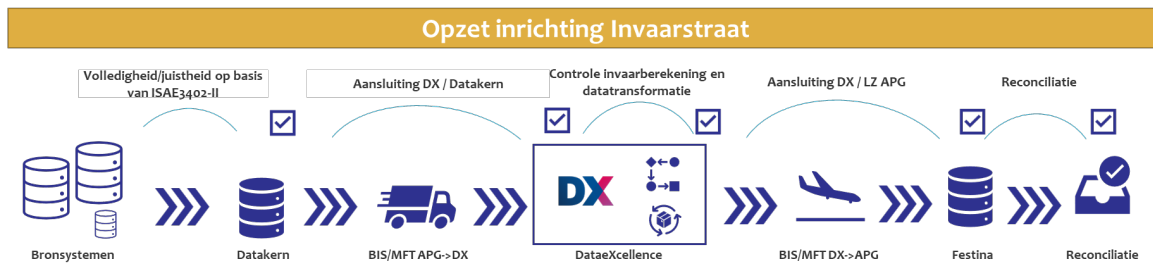 Opzet inrichting Invaarstraat
Volledigheid/juistheid op basis
van ISAE3402-II
Aansluiting DX / Datakern
Controle invaarberekening en
datatransformatie
Aansluiting DX / LZ APG
Reconciliatie
DX
Bronsystemen
Datakern
BIS/MFT APG->DX
DataeXcellence
BIS/MFT DX->APG
Festina
Reconciliatie